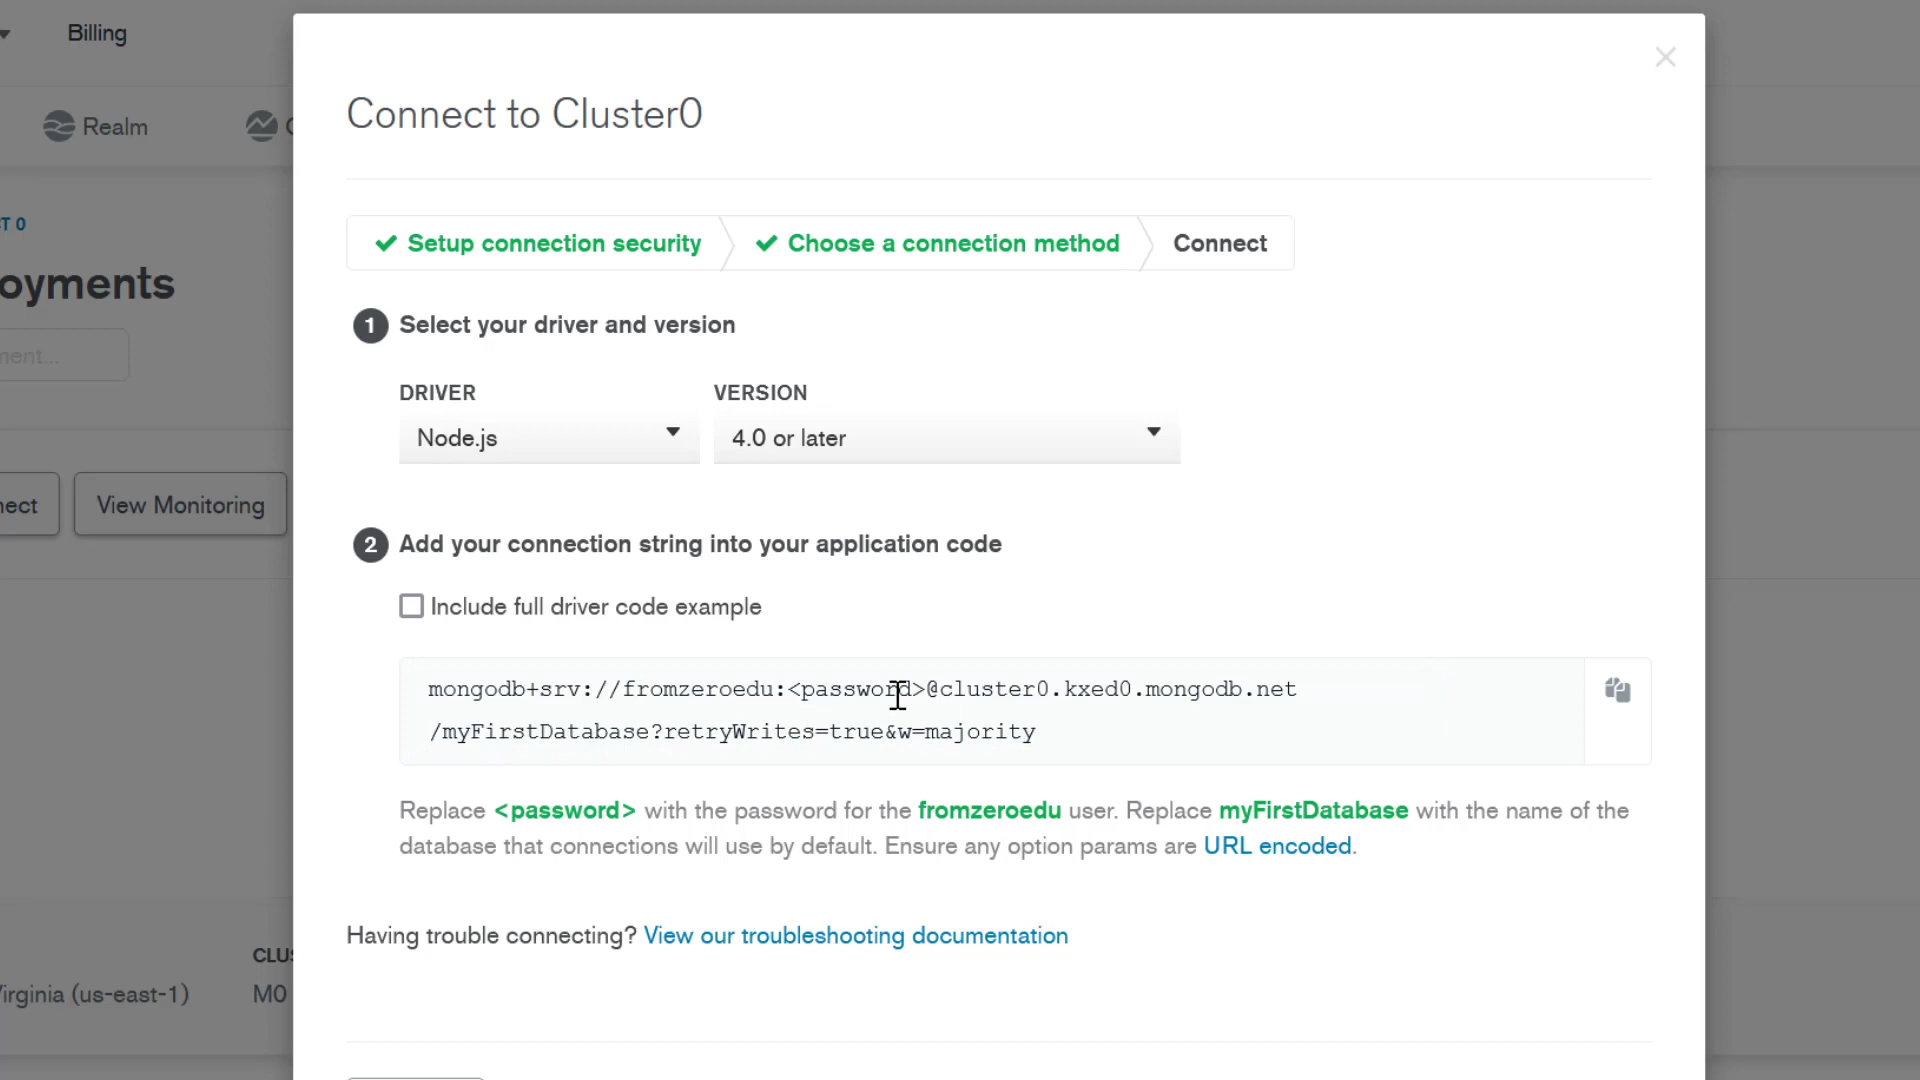 Billing
Realm
T 0
oyments
ment...
nect
View Monitoring
CLUS
Virginia (us-east-1)
M0
Connect to Cluster0
Setup connection security
Choose a connection method
Connect
1 Select your driver and version
DRIVER
VERSION
Node.js
4.0 or later
2 Add your connection string into your application code
Include full driver code example
mongodb+srv://fromzeroedu:<password>@cluster0.kxed0.mongodb.net
/myFirstDatabase?retryWrites=true&w=majority
Replace <password> with the password for the fromzeroedu user. Replace myFirstDatabase with the name of the
database that connections will use by default. Ensure any option params are URL encoded.
Having trouble connecting? View our troubleshooting documentation